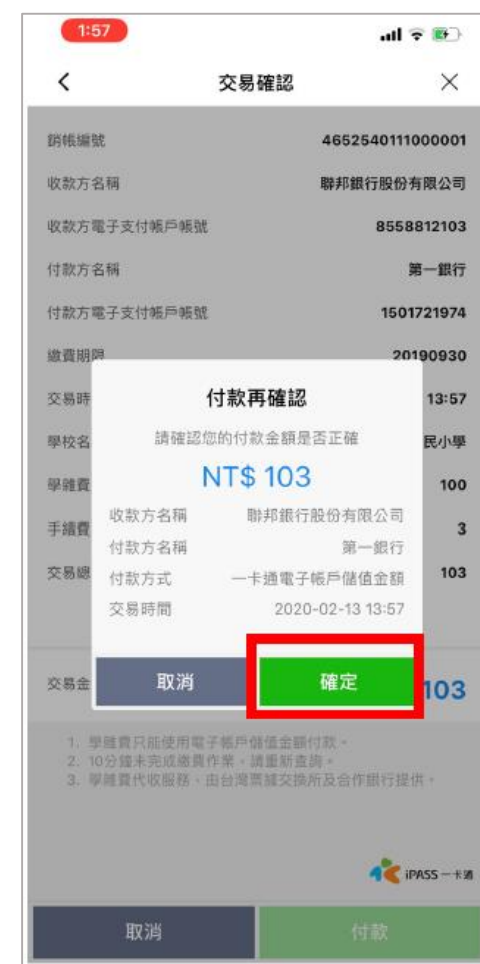 1:57
交易確認
銷帳編號 4652540111000001
收款方名稱 聯邦銀行股份有限公司
收款方電子支付帳戶帳號 8558812103
付款方名稱 第一銀行
付款方電子支付帳戶帳號 1501721974
繳費期限 20190930
交易時 13:57
學校名 民小學
學雜費 100
手續費 3
交易總 103
付款再確認
請確認您的付款金額是否正確
NT$ 103
收款方名稱 聯邦銀行股份有限公司
付款方名稱 第一銀行
付款方式 一卡通電子帳戶儲值金額
交易時間 2020-02-13 13:57
取消 確定
交易金 103
1. 學雜費只能使用電子帳戶儲值金額付款。
2. 10分鐘未完成繳費作業，請重新查詢。
3. 學雜費代收服務，由台灣票據交換所及合作銀行提供。
iPASS 一卡通
取消 付款